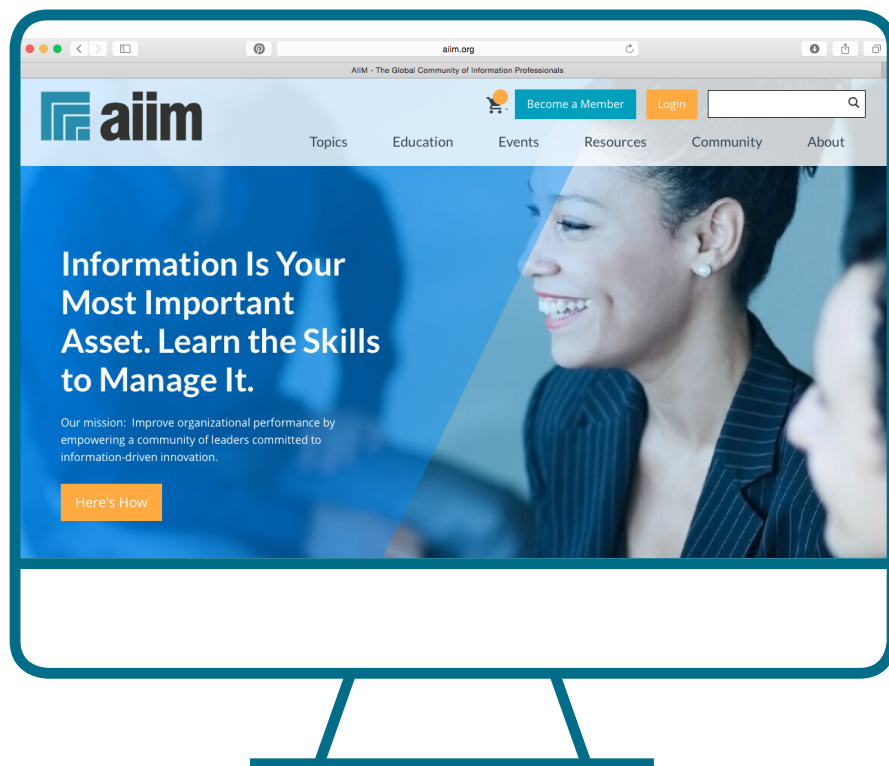 aiim.org
AIIM - The Global Community of Information Professionals
aiim
Become a Member
Login
Topics
Education
Events
Resources
Community
About
Information Is Your
Most Important
Asset. Learn the Skills
to Manage It.
Our mission:  Improve organizational performance by
empowering a community of leaders committed to
information-driven innovation.
Here's How